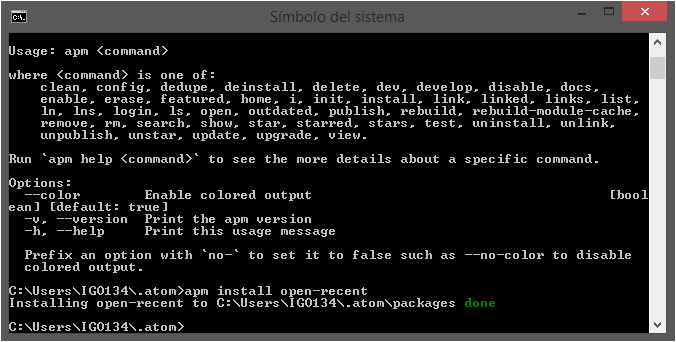 Símbolo del sistema
Usage: apm <command>
where <command> is one of:
clean, config, dedupe, deinstall, delete, dev, develop, disable, docs,
enable, erase, featured, home, i, init, install, link, linked, links, list,
ln, lns, login, ls, open, outdated, publish, rebuild, rebuild-module-cache,
remove, rm, search, show, star, starred, stars, test, uninstall, unlink,
unpublish, unstar, update, upgrade, view.
Run `apm help <command>` to see the more details about a specific command.
Options:
--color        Enable colored output                                     [bool
ean] [default: true]
-v, --version  Print the apm version
-h, --help     Print this usage message
Prefix an option with `no-` to set it to false such as --no-color to disable
colored output.
C:\Users\IGO134\.atom>apm install open-recent
Installing open-recent to C:\Users\IGO134\.atom\packages done
C:\Users\IGO134\.atom>